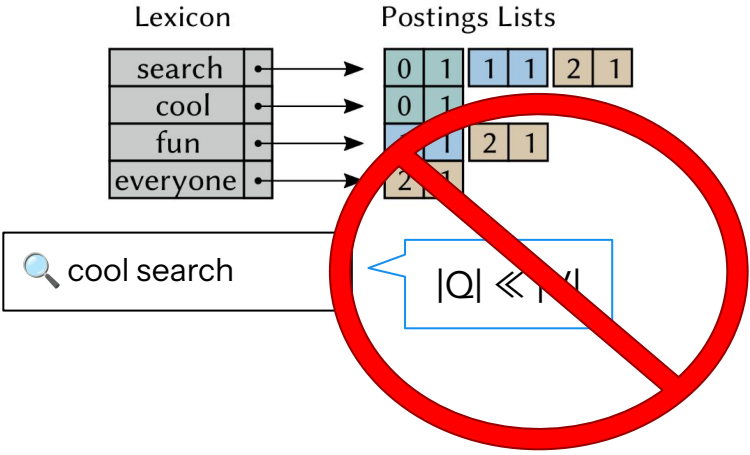 Lexicon Postings Lists
search 0 1 1 1 2 1
cool 0 1
fun 1 2 1
everyone 2 1
cool search
|Q| ≪